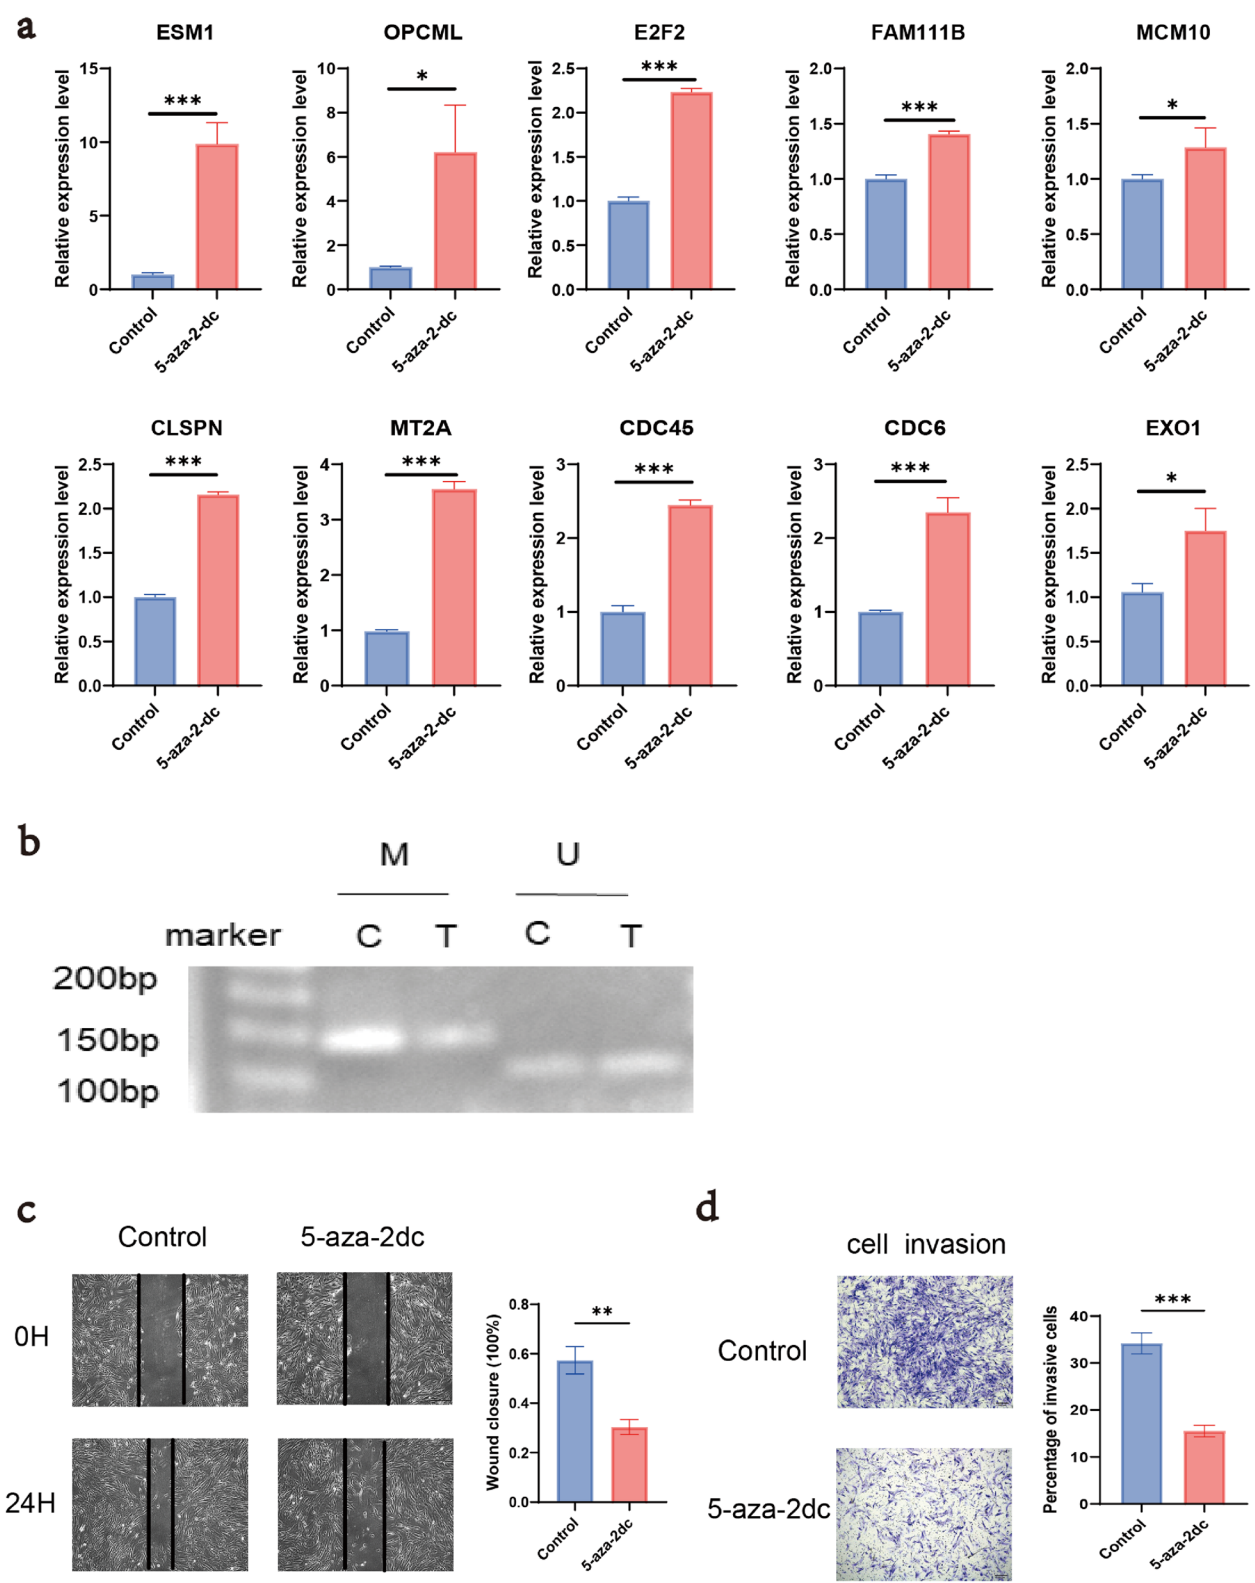 a
ESM1 OPCML E2F2 FAM111B MCM10
Relative expression level
15
10
5
0
***
Control
5-aza-2-dc
Relative expression level
10
8
6
4
2
0
*
Control
5-aza-2-dc
Relative expression level
2.5
2.0
1.5
1.0
0.5
0.0
***
Control
5-aza-2-dc
Relative expression level
2.0
1.5
1.0
0.5
0.0
***
Control
5-aza-2-dc
Relative expression level
2.0
1.5
1.0
0.5
0.0
*
Control
5-aza-2-dc
CLSPN MT2A CDC45 CDC6 EXO1
Relative expression level
2.5
2.0
1.5
1.0
0.5
0.0
***
Control
5-aza-2-dc
Relative expression level
4
3
2
1
0
***
Control
5-aza-2-dc
Relative expression level
3
2
1
0
***
Control
5-aza-2-dc
Relative expression level
3
2
1
0
***
Control
5-aza-2-dc
Relative expression level
2.5
2.0
1.5
1.0
0.5
0.0
*
Control
5-aza-2-dc
b
M U
marker C T C T
200bp
150bp
100bp
c
Control 5-aza-2dc
0H
24H
Wound closure (100%)
0.8
0.6
0.4
0.2
0.0
**
Control
5-aza-2dc
d
cell invasion
Control
5-aza-2dc
Percentage of invasive cells
40
30
20
10
0
***
Control
5-aza-2dc